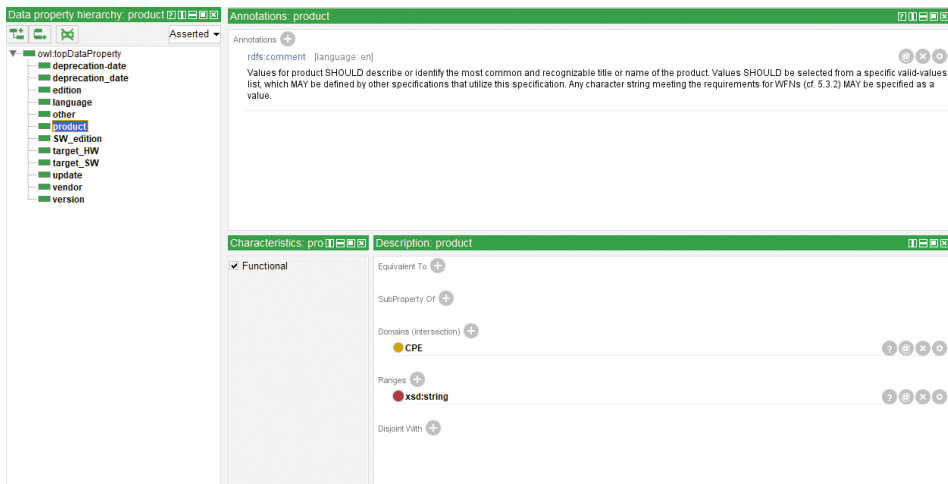 Data property hierarchy: product
Asserted
owl:topDataProperty
deprecation-date
deprecation_date
edition
language
other
product
SW_edition
target_HW
target_SW
update
vendor
version
Annotations: product
Annotations
rdfs:comment [language: en]
Values for product SHOULD describe or identify the most common and recognizable title or name of the product. Values SHOULD be selected from a specific valid-values
list, which MAY be defined by other specifications that utilize this specification. Any character string meeting the requirements for WFNs (cf. 5.3.2) MAY be specified as a
value.
Characteristics: pro
Functional
Description: product
Equivalent To
SubProperty Of
Domains (intersection)
CPE
Ranges
xsd:string
Disjoint With